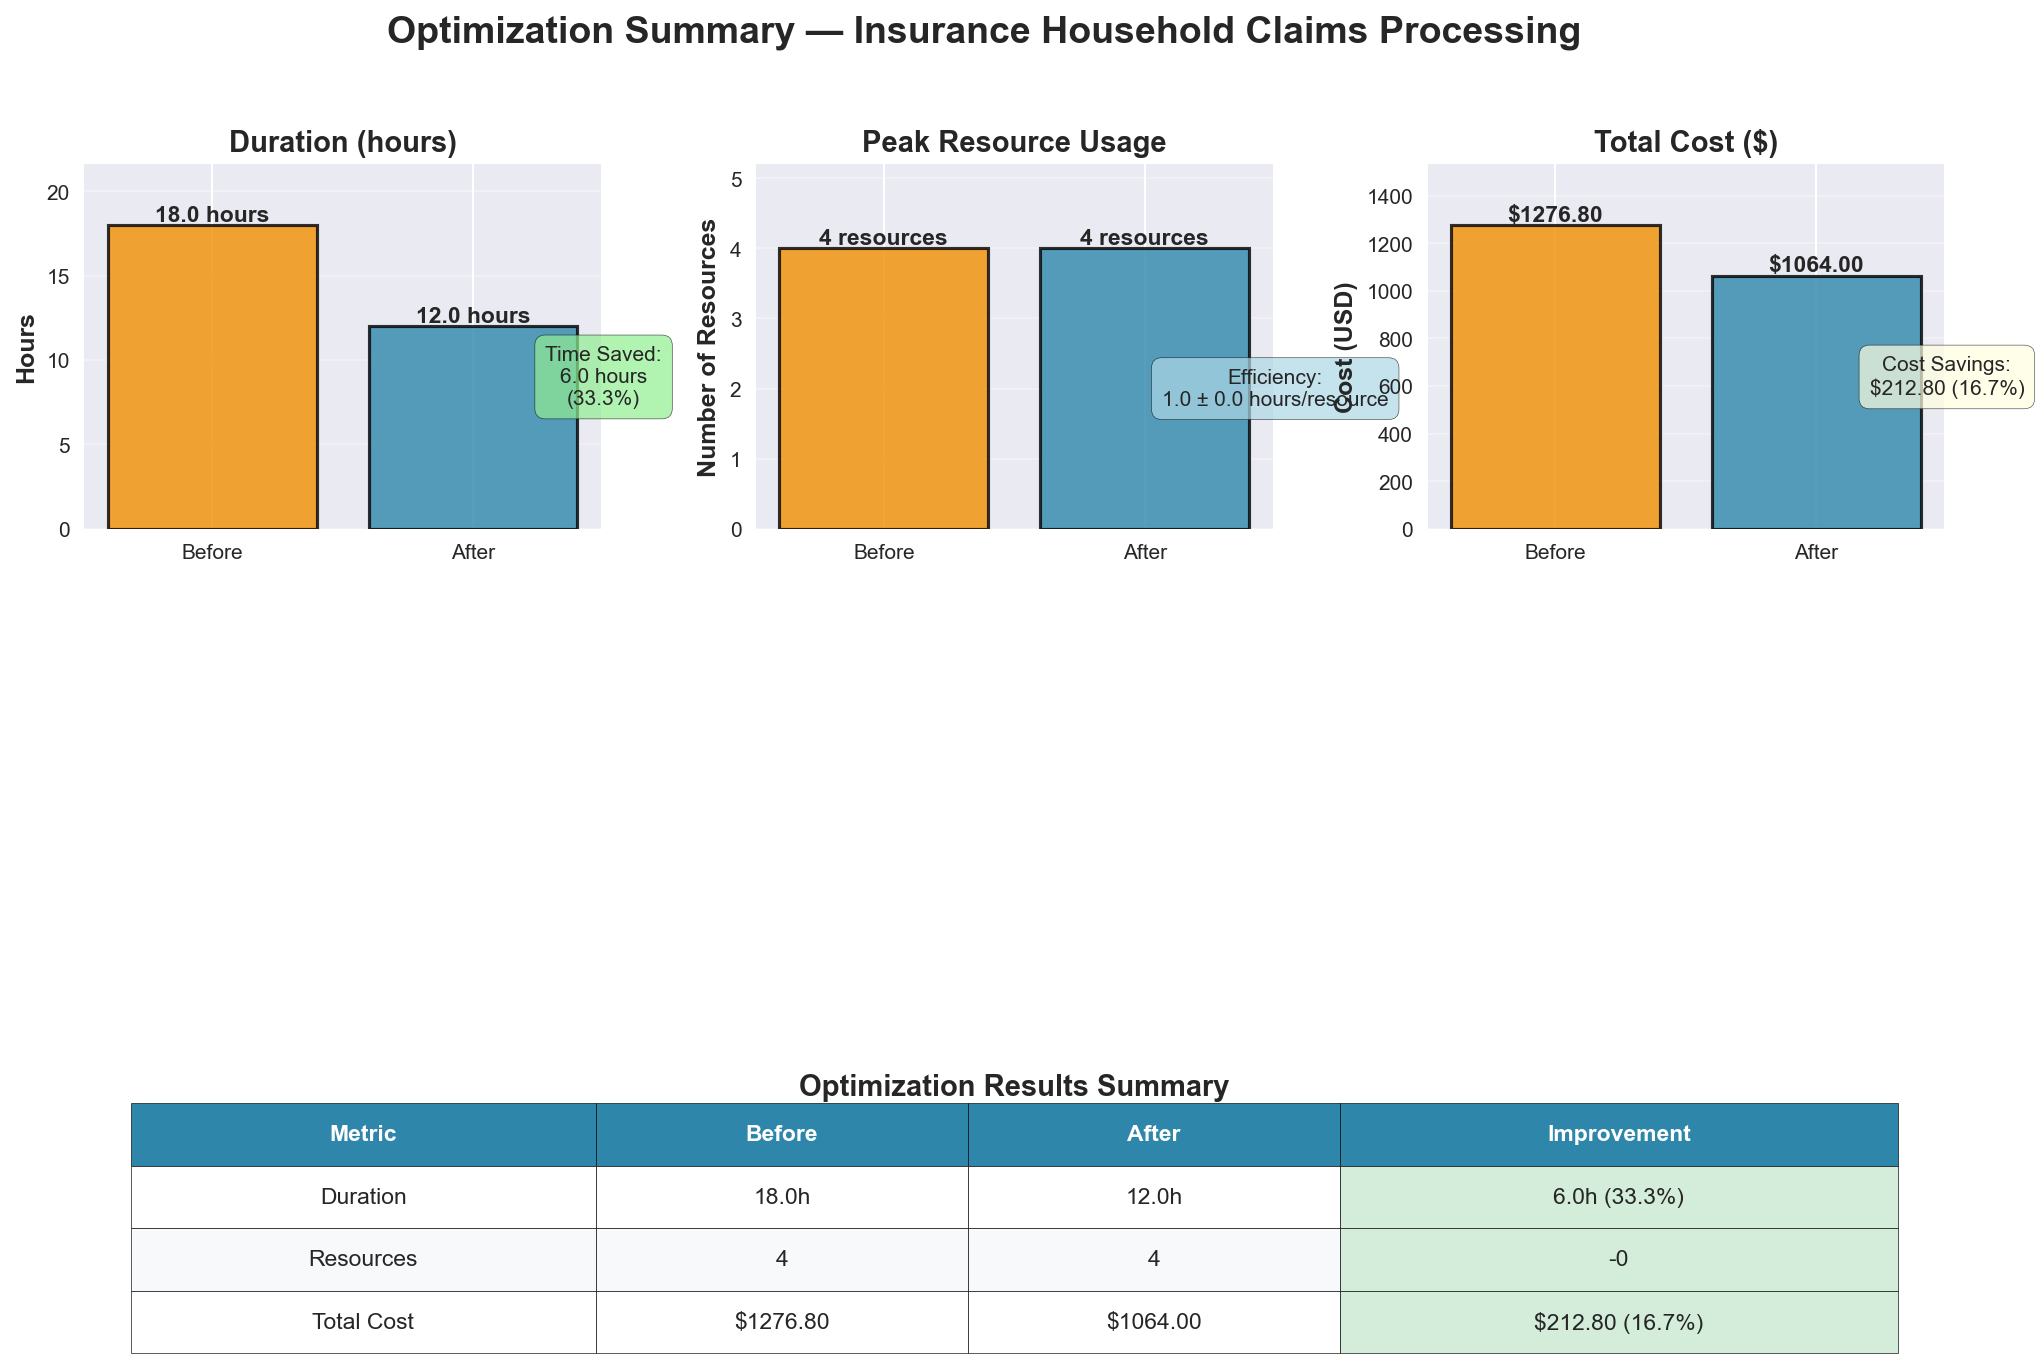 Optimization Summary — Insurance Household Claims Processing
Duration (hours)
Hours
20
15
10
5
0
18.0 hours
12.0 hours
Time Saved:
6.0 hours
(33.3%)
Before
After
Peak Resource Usage
Number of Resources
5
4
3
2
1
0
4 resources
4 resources
Efficiency:
1.0 ± 0.0 hours/resource
Before
After
Total Cost ($)
Cost (USD)
1400
1200
1000
800
600
400
200
0
$1276.80
$1064.00
Cost Savings:
$212.80 (16.7%)
Before
After
Optimization Results Summary
Metric Before After Improvement
Duration 18.0h 12.0h 6.0h (33.3%)
Resources 4 4 -0
Total Cost $1276.80 $1064.00 $212.80 (16.7%)